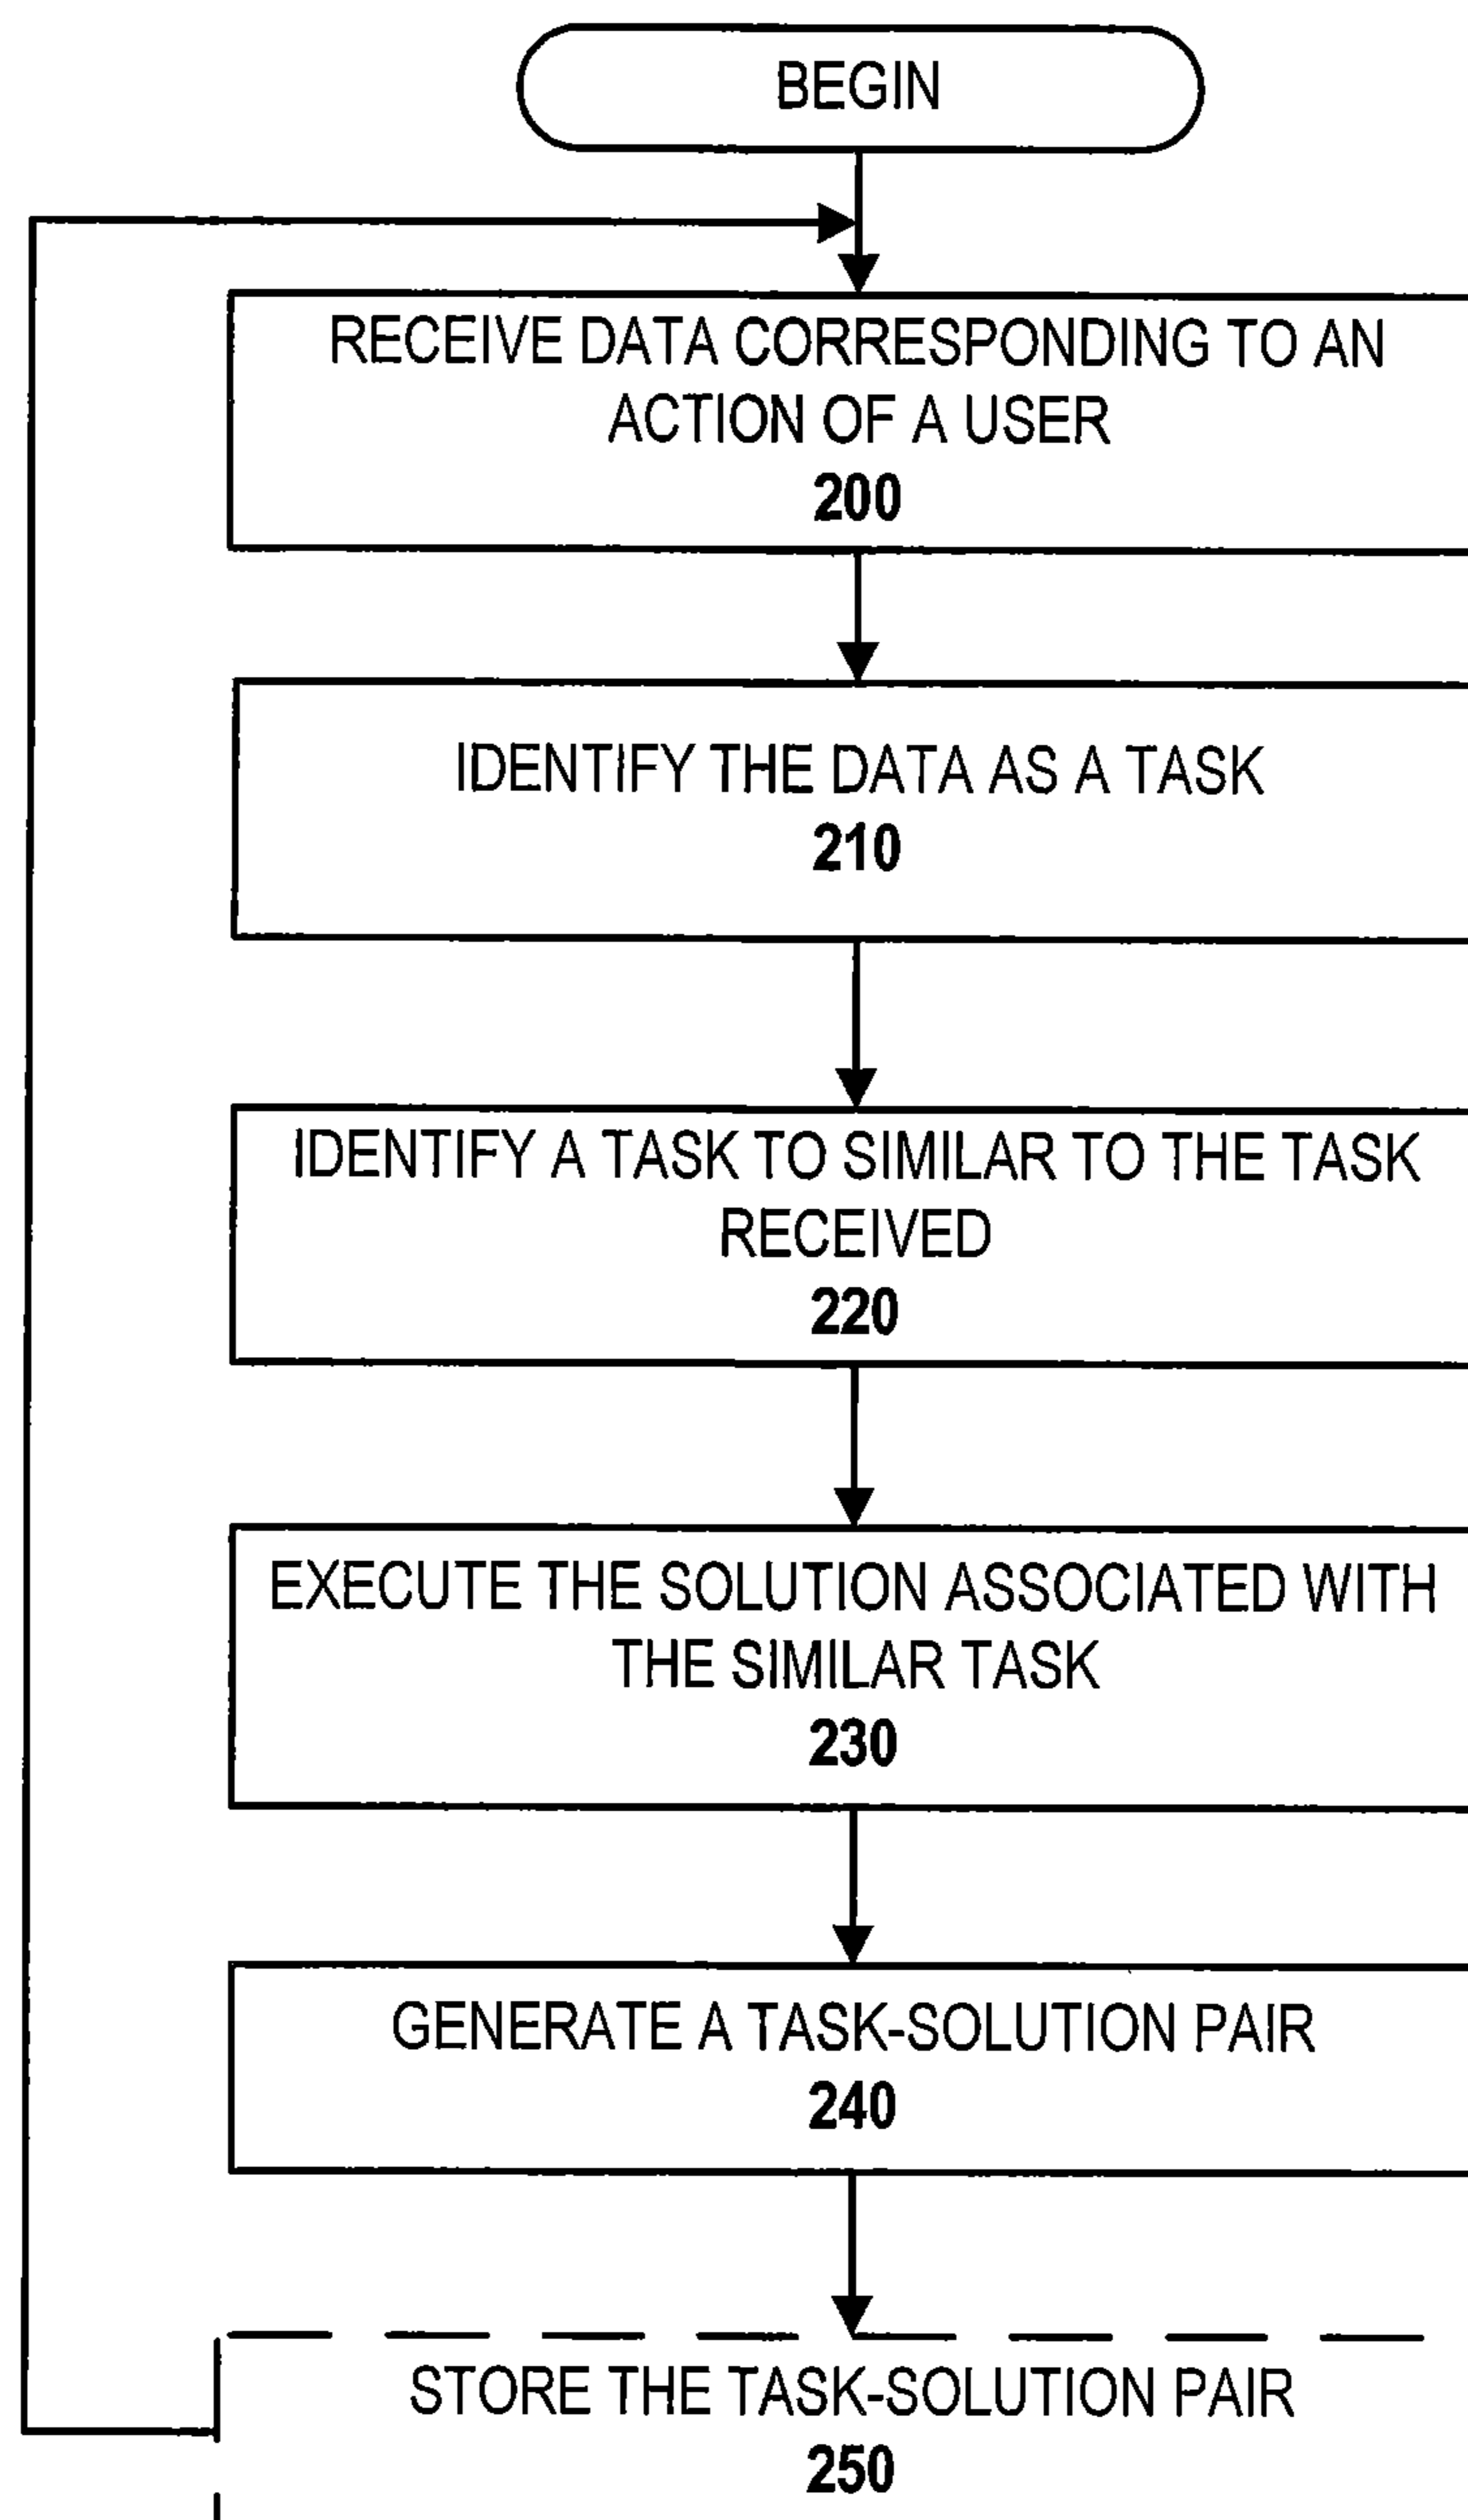 BEGIN
RECEIVE DATA CORRESPONDING TO AN
ACTION OF A USER
200
IDENTIFY THE DATA AS A TASK
210
IDENTIFY A TASK TO SIMILAR TO THE TASK
RECEIVED
220
EXECUTE THE SOLUTION ASSOCIATED WITH
THE SIMILAR TASK
230
GENERATE A TASK-SOLUTION PAIR
240
STORE THE TASK-SOLUTION PAIR
250